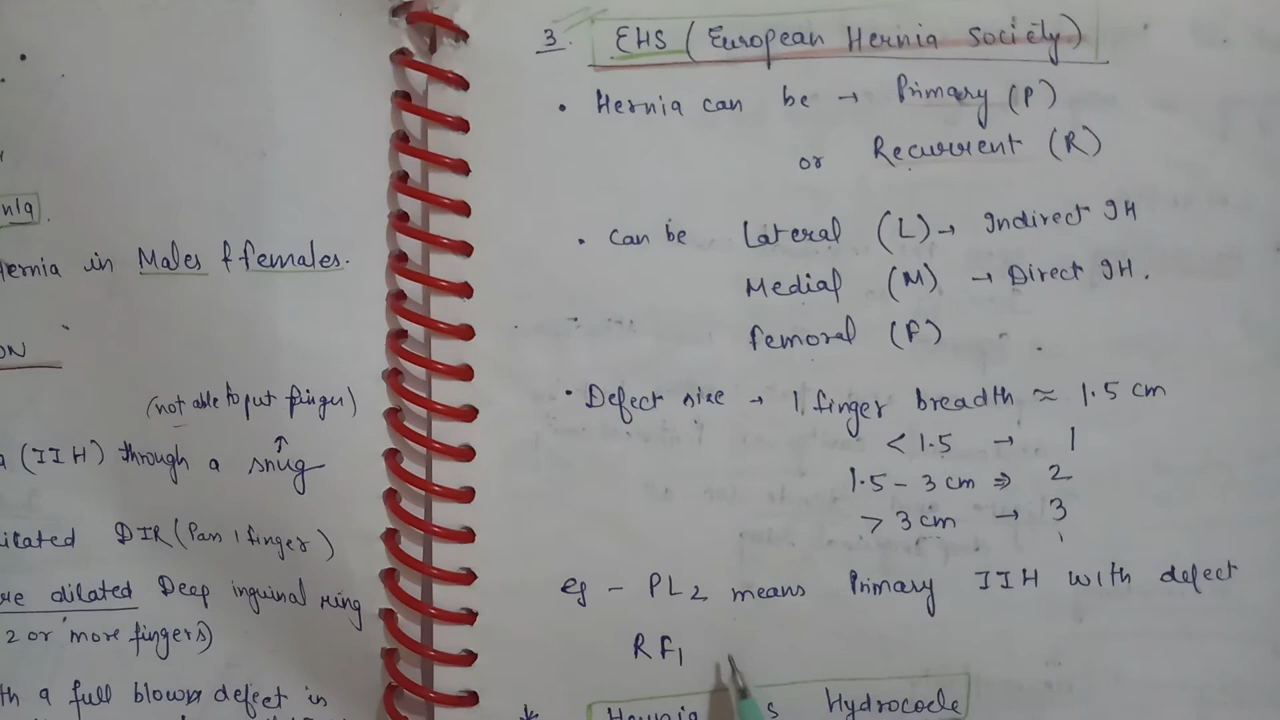 Hernia in Males & females.
(not able to put finger)
(IIH) through a snug
DIR (Pass 1 finger)
dilated Deep inguinal ring
2 or more fingers)
a full blown defect in
3. EHS (European Hernia Society)
• Hernia can be → Primary (P)
or Recurrent (R)
• Can be Lateral (L) → Indirect IH
Medial (M) → Direct IH.
Femoral (F)
• Defect size → 1 finger breadth ≈ 1.5 cm
< 1.5 → 1
1.5 - 3 cm ⇒ 2
> 3 cm → 3
eg - PL2 means Primary IIH with defect
RF1
Hydrocele